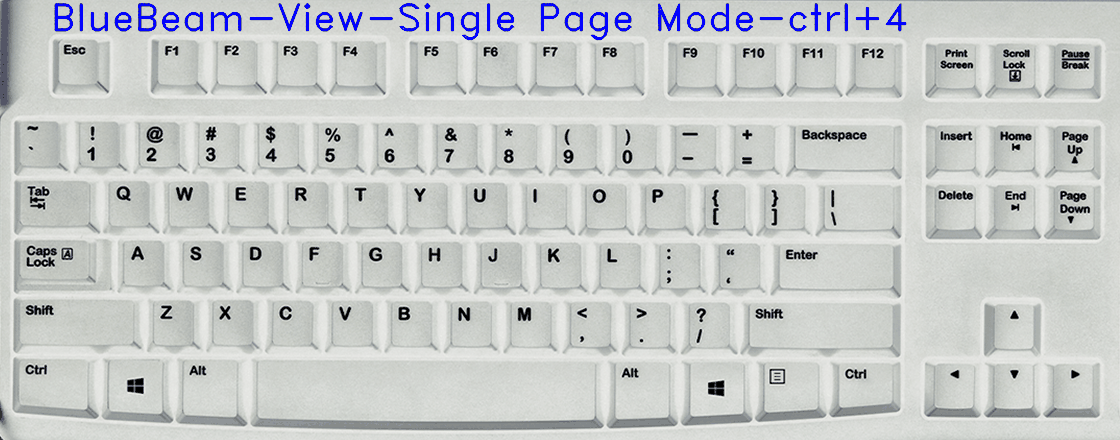 BlueBeam-View-Single Page Mode-ctrl+4
Esc F1 F2 F3 F4 F5 F6 F7 F8 F9 F10 F11 F12 Print Screen Scroll Lock Pause Break
~ ! @ # $ % ^ & * ( ) — + Backspace Insert Home Page Up
` 1 2 3 4 5 6 7 8 9 0 - =
Tab Q W E R T Y U I O P { } | Delete End Page Down
[ ] \
Caps Lock A A S D F G H J K L : “ Enter
; ‘
Shift Z X C V B N M < > ? Shift
, . /
Ctrl Alt Alt Ctrl